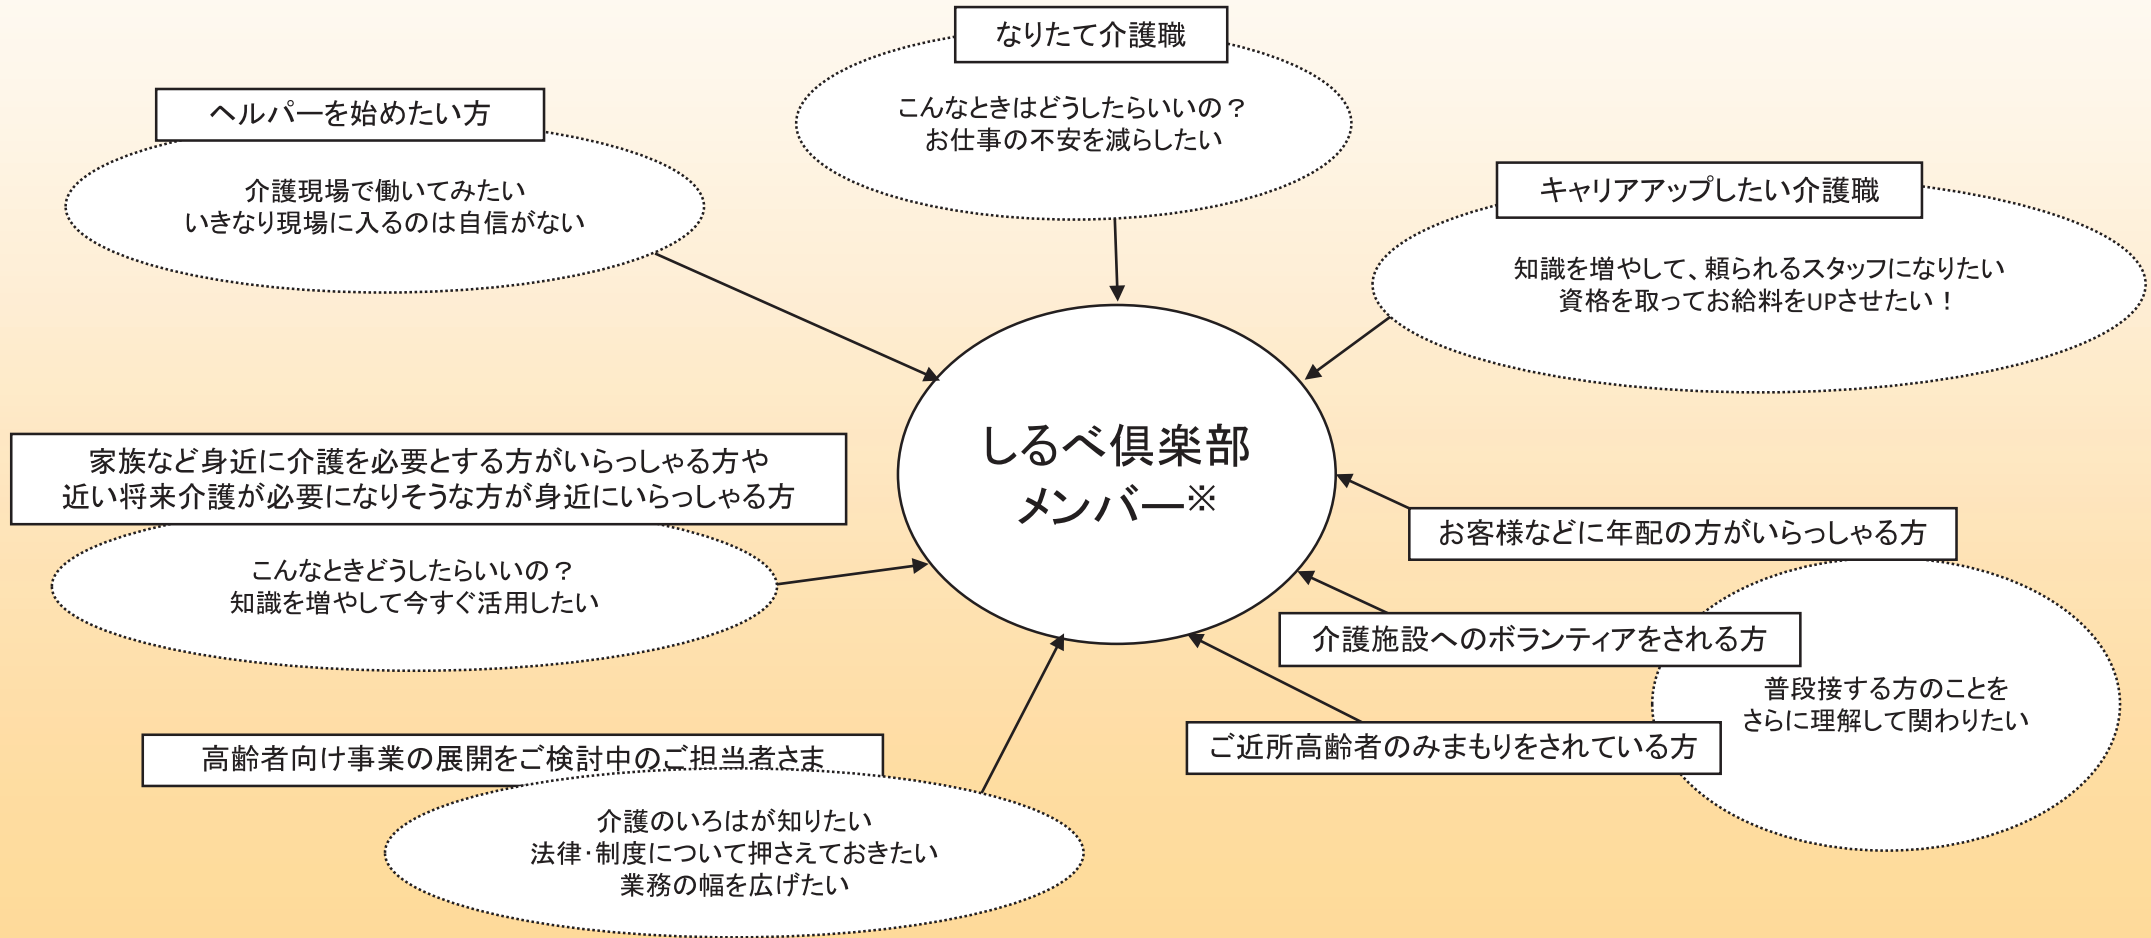 なりたて介護職
こんなときはどうしたらいいの？
お仕事の不安を減らしたい
ヘルパーを始めたい方
介護現場で働いてみたい
いきなり現場に入るのは自信がない
キャリアアップしたい介護職
知識を増やして、頼られるスタッフになりたい
資格を取ってお給料をUPさせたい！
しるべ倶楽部
メンバー※
家族など身近に介護を必要とする方がいらっしゃる方や
近い将来介護が必要になりそうな方が身近にいらっしゃる方
こんなときどうしたらいいの？
知識を増やして今すぐ活用したい
お客様などに年配の方がいらっしゃる方
介護施設へのボランティアをされる方
ご近所高齢者のみまもりをされている方
普段接する方のことを
さらに理解して関わりたい
高齢者向け事業の展開をご検討中のご担当者さま
介護のいろはが知りたい
法律･制度について押さえておきたい
業務の幅を広げたい